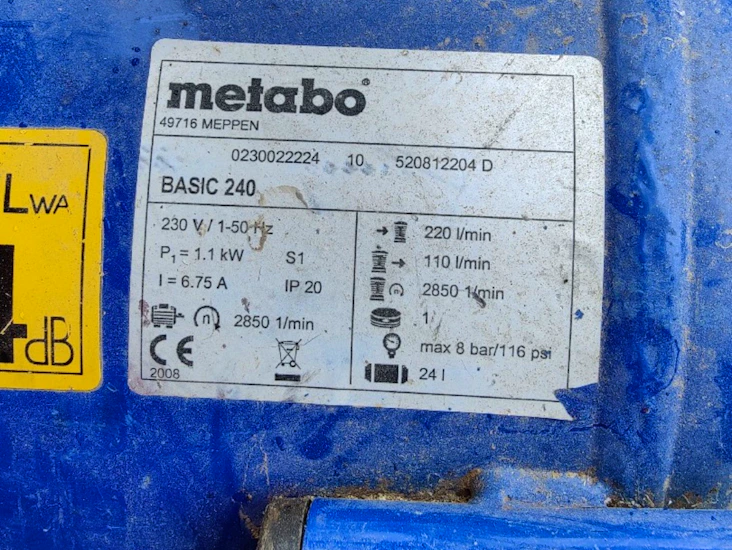 metabo®
49716 MEPPEN
0230022224 10 520812204 D
BASIC 240
230 V / 1-50 Hz
P₁ = 1.1 kW S1
I = 6.75 A IP 20
n 2850 1/min
CE
2008
220 l/min
110 l/min
n 2850 1/min
1
max 8 bar/116 psi
24 l
LWA
dB